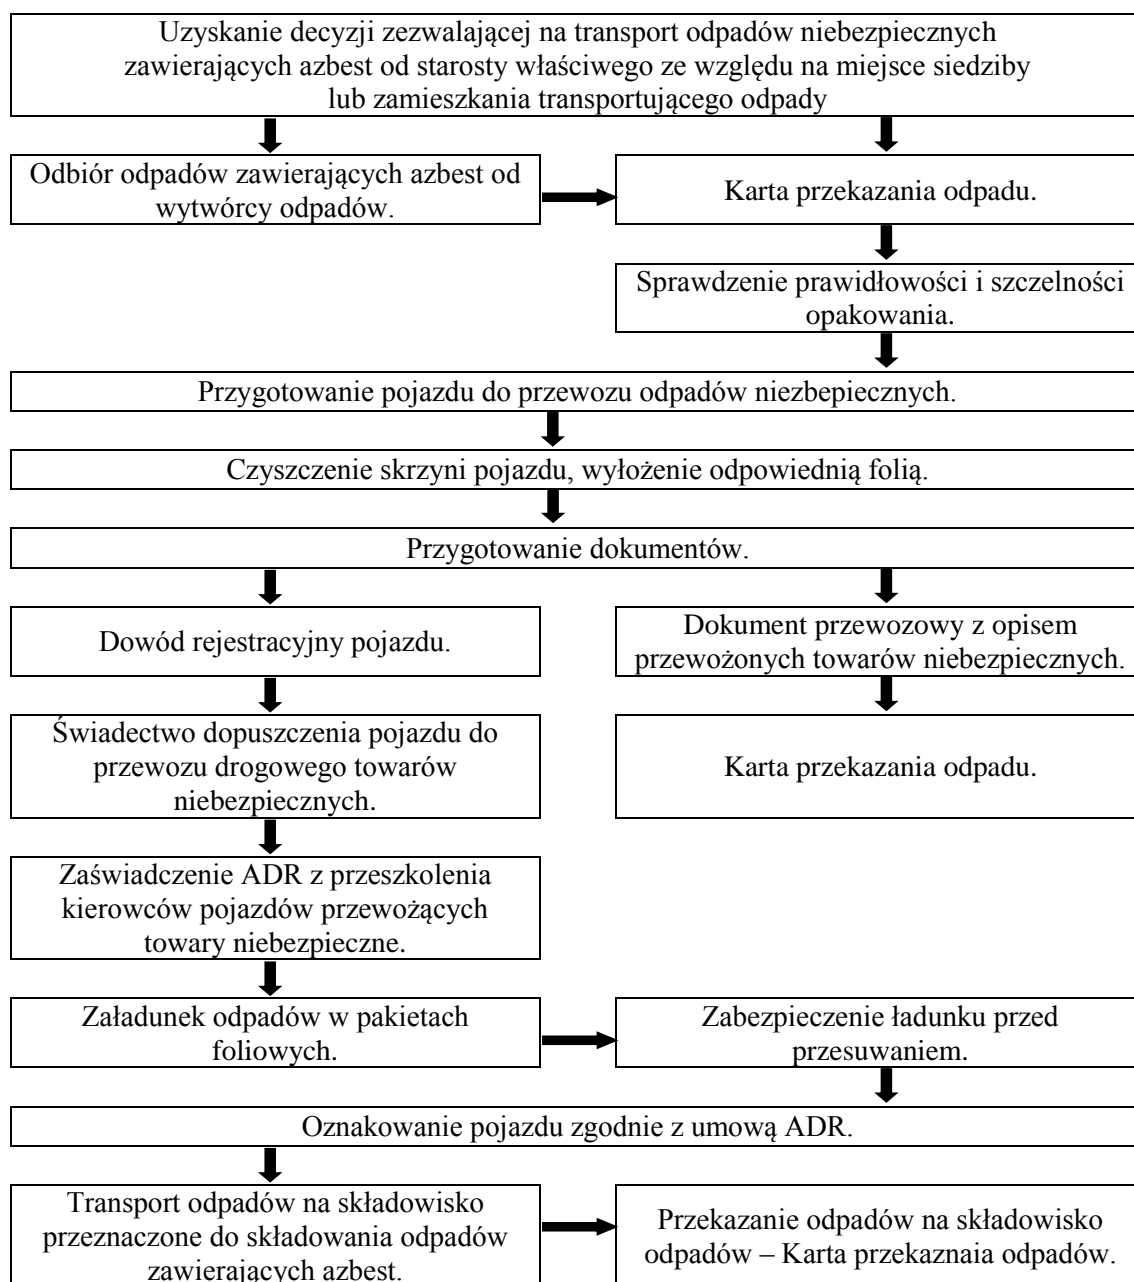 Uzyskanie decyzji zezwalającej na transport odpadów niebezpiecznych
zawierających azbest od starosty właściwego ze względu na miejsce siedziby
lub zamieszkania transportującego odpady
Odbiór odpadów zawierających azbest od
wytwórcy odpadów.
Karta przekazania odpadu.
Sprawdzenie prawidłowości i szczelności
opakowania.
Przygotowanie pojazdu do przewozu odpadów niezbepiecznych.
Czyszczenie skrzyni pojazdu, wyłożenie odpowiednią folią.
Przygotowanie dokumentów.
Dowód rejestracyjny pojazdu.
Dokument przewozowy z opisem
przewożonych towarów niebezpiecznych.
Świadectwo dopuszczenia pojazdu do
przewozu drogowego towarów
niebezpiecznych.
Karta przekazania odpadu.
Zaświadczenie ADR z przeszkolenia
kierowców pojazdów przewożących
towary niebezpieczne.
Załadunek odpadów w pakietach
foliowych.
Zabezpieczenie ładunku przed
przesuwaniem.
Oznakowanie pojazdu zgodnie z umową ADR.
Transport odpadów na składowisko
przeznaczone do składowania odpadów
zawierających azbest.
Przekazanie odpadów na składowisko
odpadów – Karta przekaznaia odpadów.